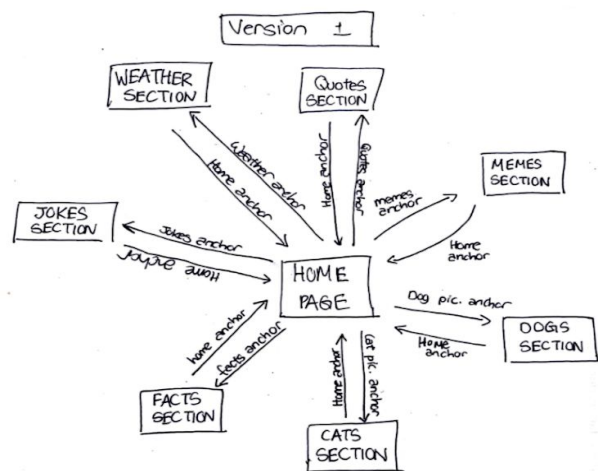 Version 1
WEATHER
SECTION
Quotes
SECTION
MEMES
SECTION
JOKES
SECTION
HOME
PAGE
DOGS
SECTION
FACTS
SECTION
CATS
SECTION
Weather anchor
Home anchor
Home anchor
Quotes anchor
memes
anchor
Home
anchor
Jokes anchor
Home anchor
Dog pic. anchor
Home
anchor
home anchor
facts anchor
Home anchor
Cat pic. anchor